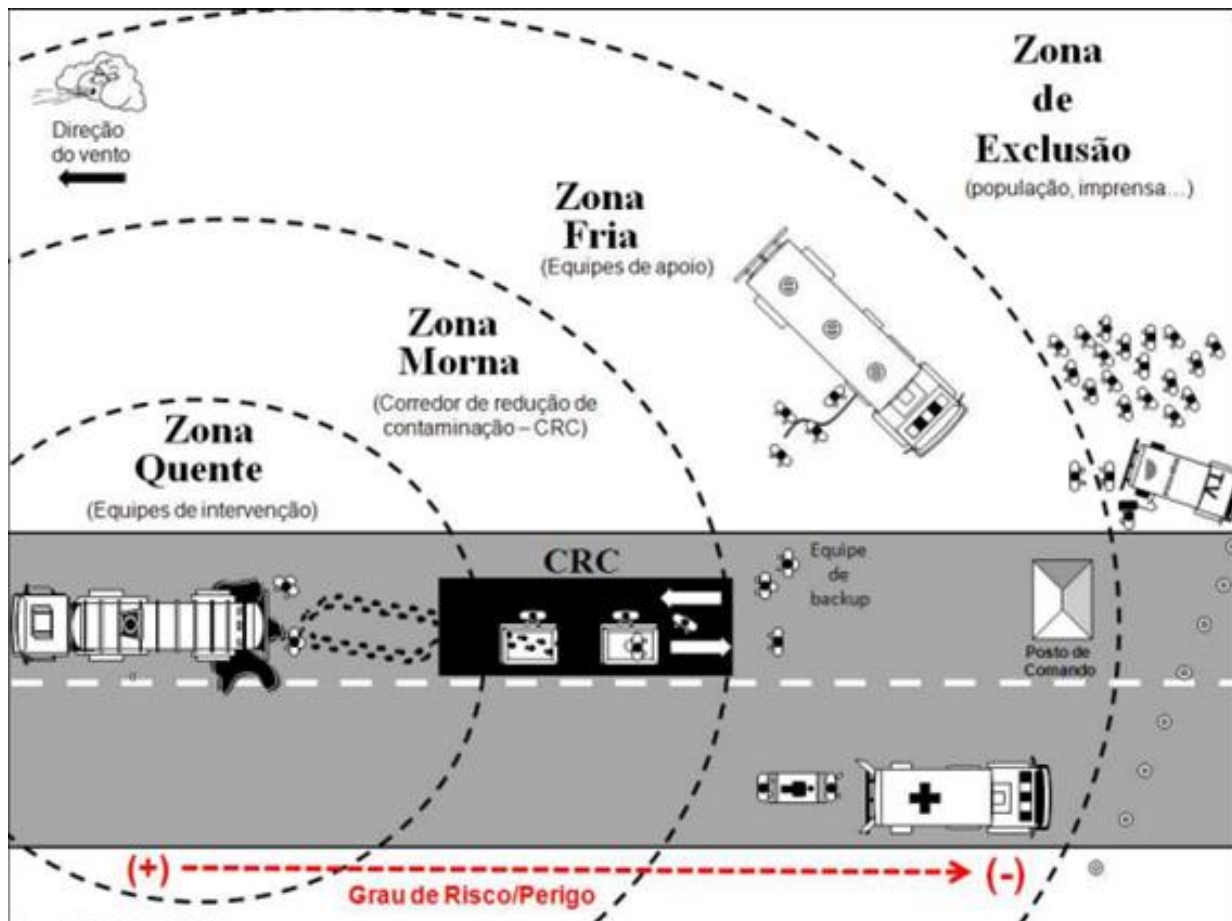 Zona
de
Exclusão
(população, imprensa...)
Direção
do vento
Zona
Fria
(Equipes de apoio)
Zona
Morna
(Corredor de redução de
contaminação – CRC)
Zona
Quente
(Equipes de intervenção)
TV
CRC
Equipe
de
backup
Posto de
Comando
(+)
(-)
Grau de Risco/Perigo